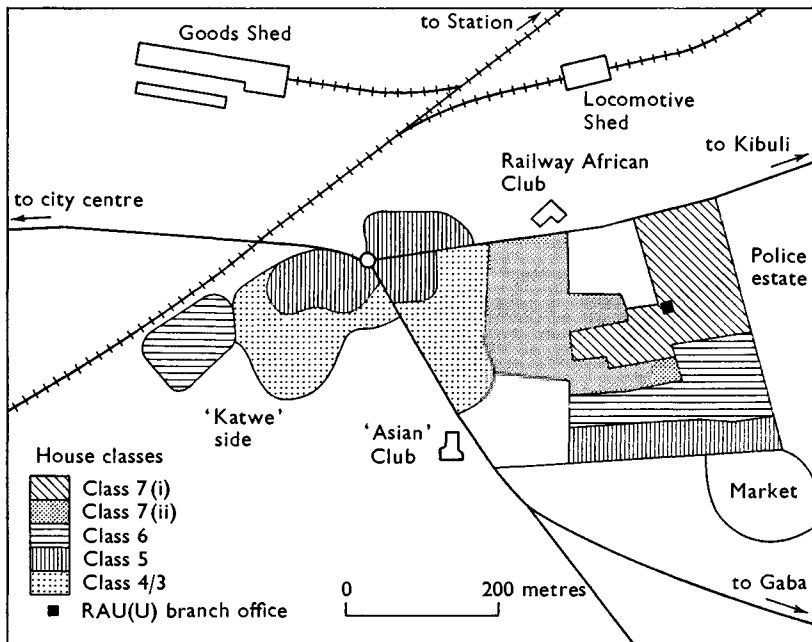 Goods Shed
to Station
Locomotive
Shed
to Kibuli
Railway African
Club
to city centre
Police
estate
'Katwe'
side
'Asian'
Club
Market
House classes
Class 7(i)
Class 7(ii)
Class 6
Class 5
Class 4/3
RAU(U) branch office
0
200 metres
to Gaba